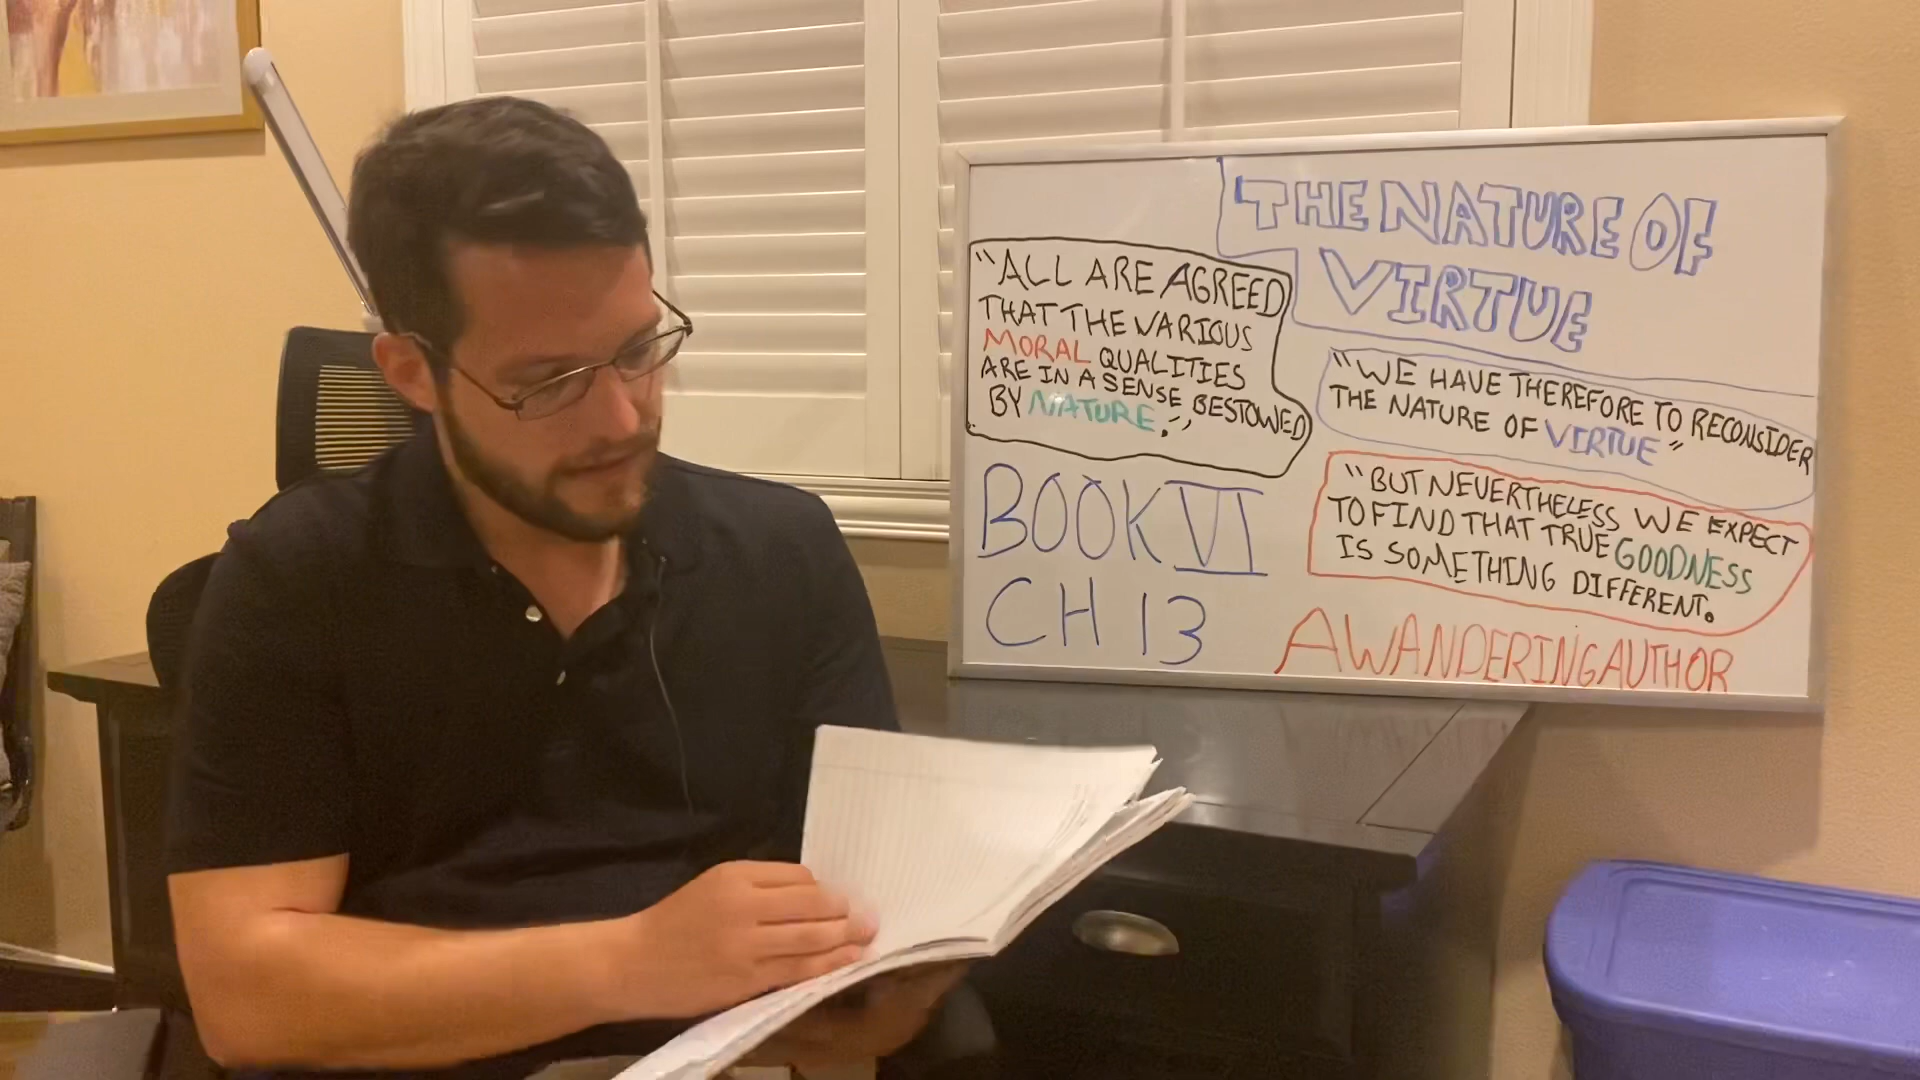 THE NATURE OF
VIRTUE
"ALL ARE AGREED
THAT THE VARIOUS
MORAL QUALITIES
ARE IN A SENSE BESTOWED
BY NATURE."
"WE HAVE THEREFORE TO RECONSIDER
THE NATURE OF VIRTUE"
"BUT NEVERTHELESS WE EXPECT
TO FIND THAT TRUE GOODNESS
IS SOMETHING DIFFERENT.
BOOK VI
CH 13
AWANDERINGAUTHOR